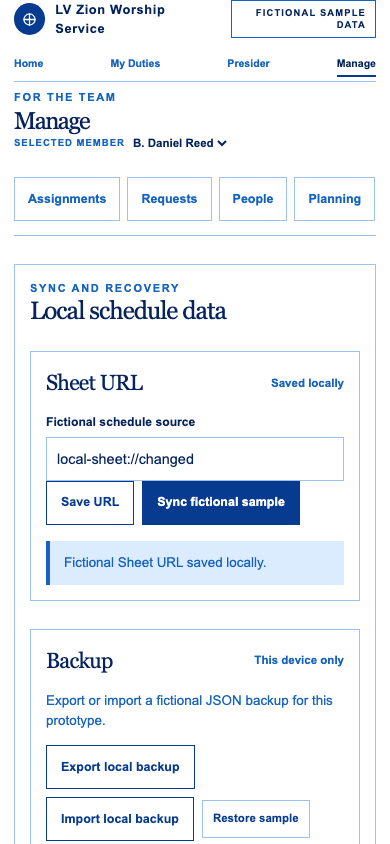 LV Zion Worship
Service
FICTIONAL SAMPLE
DATA
Home My Duties Presider Manage
FOR THE TEAM
Manage
SELECTED MEMBER B. Daniel Reed
Assignments Requests People Planning
SYNC AND RECOVERY
Local schedule data
Sheet URL Saved locally
Fictional schedule source
local-sheet://changed
Save URL Sync fictional sample
Fictional Sheet URL saved locally.
Backup This device only
Export or import a fictional JSON backup for this
prototype.
Export local backup
Import local backup Restore sample